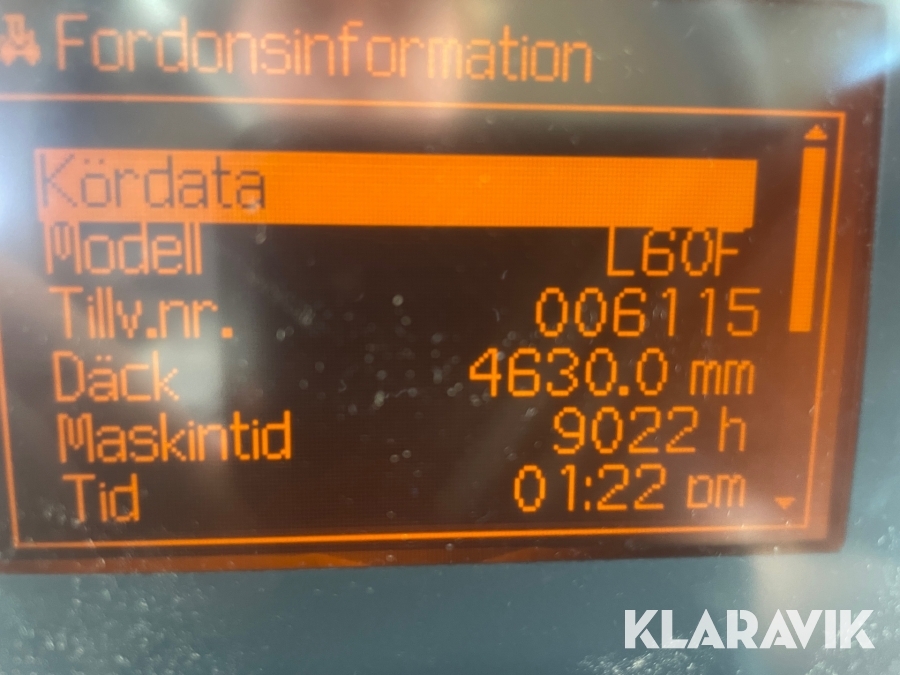 Fordonsinformation
Kördata
Modell L60F
Tillv.nr. 006115
Däck 4630.0 mm
Maskintid 9022 h
Tid 01:22 pm
KLARAVIK